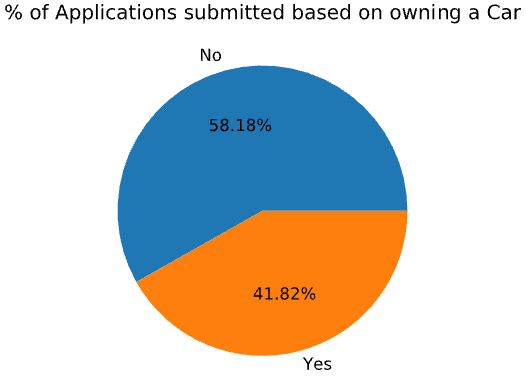 % of Applications submitted based on owning a Car
No
58.18%
41.82%
Yes